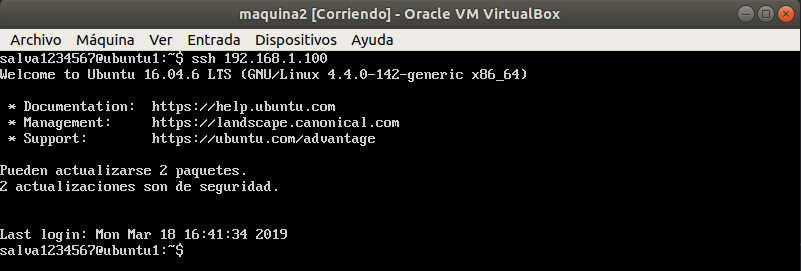 maquina2 [Corriendo] - Oracle VM VirtualBox
Archivo Máquina Ver Entrada Dispositivos Ayuda
salva1234567@ubuntu1:~$ ssh 192.168.1.100
Welcome to Ubuntu 16.04.6 LTS (GNU/Linux 4.4.0-142-generic x86_64)
* Documentation: https://help.ubuntu.com
* Management: https://landscape.canonical.com
* Support: https://ubuntu.com/advantage
Pueden actualizarse 2 paquetes.
2 actualizaciones son de seguridad.
Last login: Mon Mar 18 16:41:34 2019
salva1234567@ubuntu1:~$